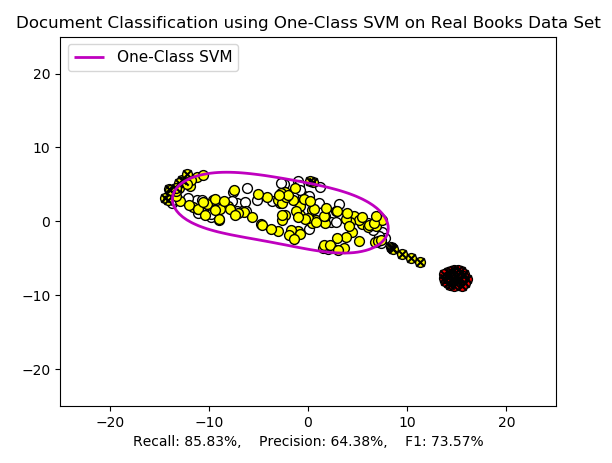 Document Classification using One-Class SVM on Real Books Data Set
One-Class SVM
20
10
0
−10
−20
−20 −10 0 10 20
Recall: 85.83%, Precision: 64.38%, F1: 73.57%